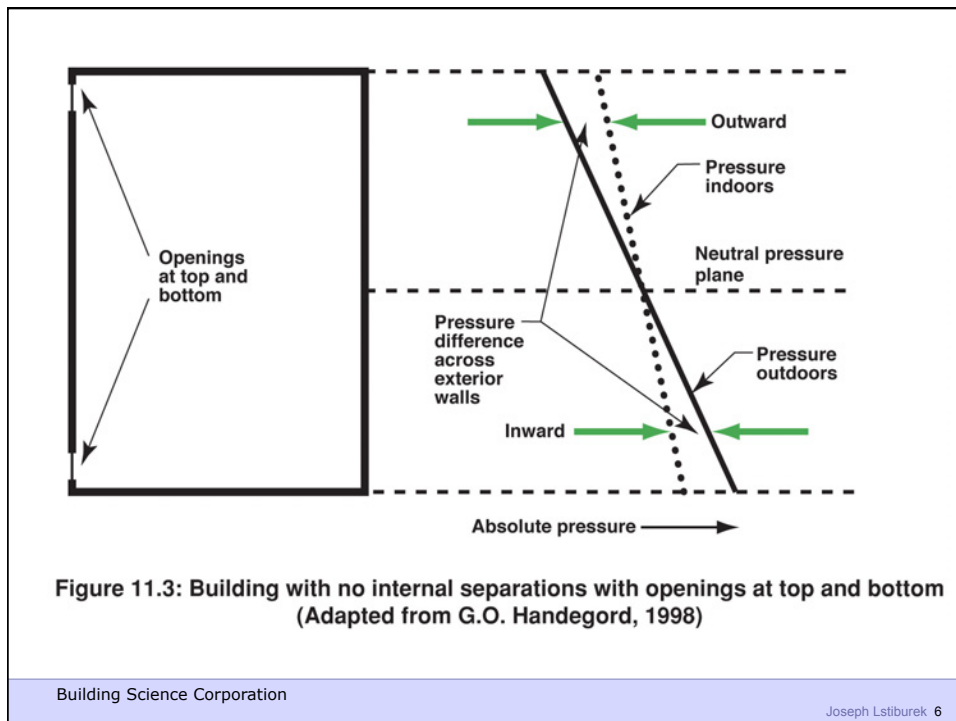 Outward
Pressure
indoors
Openings
at top and
bottom
Neutral pressure
plane
Pressure
difference
across
exterior
walls
Pressure
outdoors
Inward
Absolute pressure
Figure 11.3: Building with no internal separations with openings at top and bottom
(Adapted from G.O. Handegord, 1998)
Building Science Corporation
Joseph Lstiburek 6